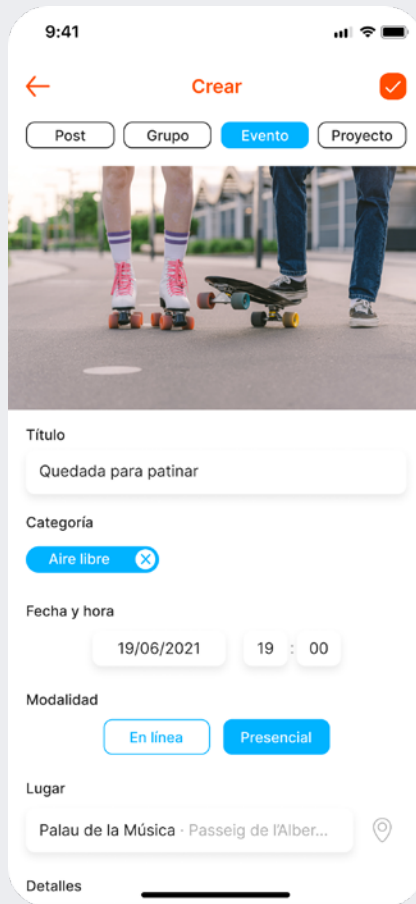 9:41
Crear
Post Grupo Evento Proyecto
Título
Quedada para patinar
Categoría
Aire libre
Fecha y hora
19/06/2021 19 : 00
Modalidad
En línea Presencial
Lugar
Palau de la Música · Passeig de l'Alber...
Detalles